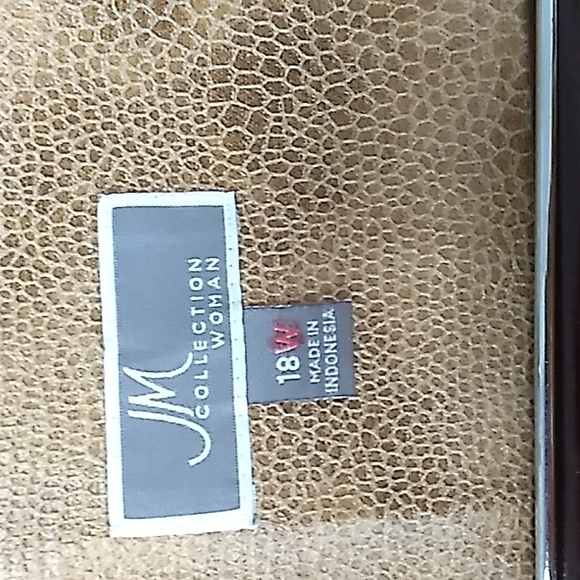 JM
COLLECTION
WOMAN
18W
MADE IN
INDONESIA